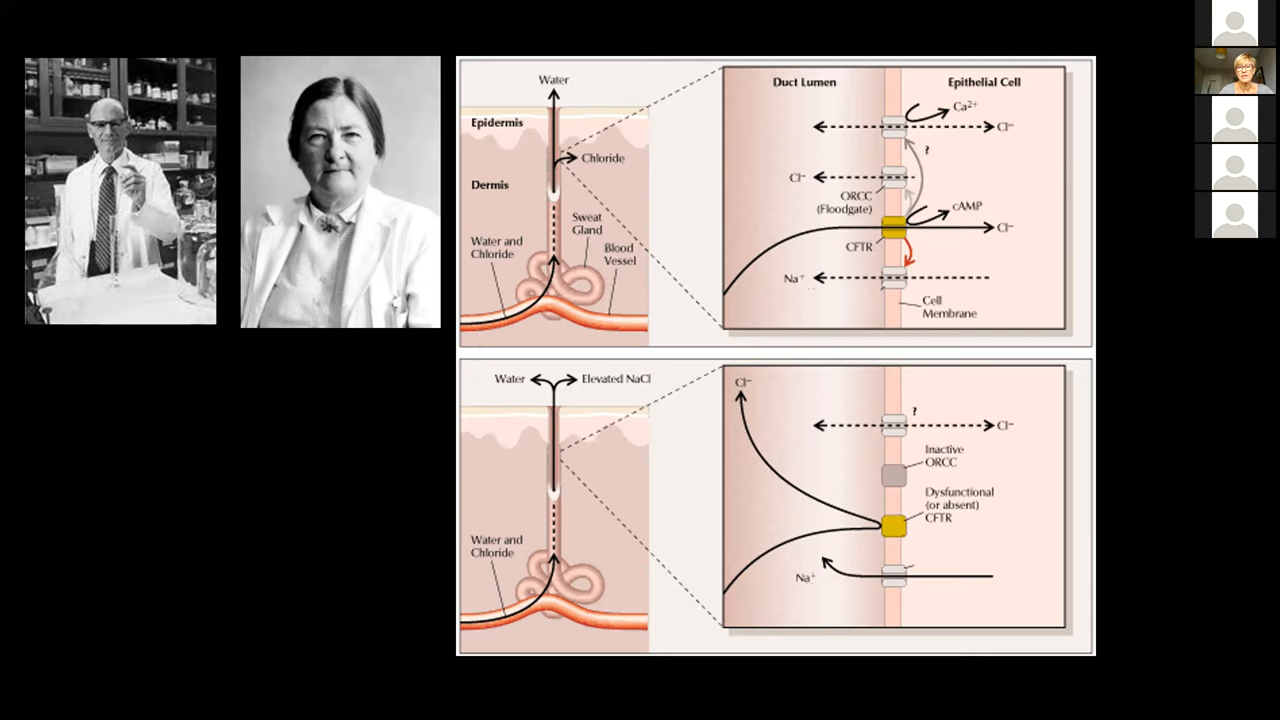 Water
Epidermis
Chloride
Dermis
Sweat
Gland
Water and
Chloride
Blood
Vessel
Duct Lumen
Epithelial Cell
Ca²⁺
Cl⁻
?
Cl⁻
ORCC
(Floodgate)
cAMP
Cl⁻
CFTR
Na⁺
Cell
Membrane
Water
Elevated NaCl
Water and
Chloride
Cl⁻
?
Cl⁻
Inactive
ORCC
Dysfunctional
(or absent)
CFTR
Na⁺